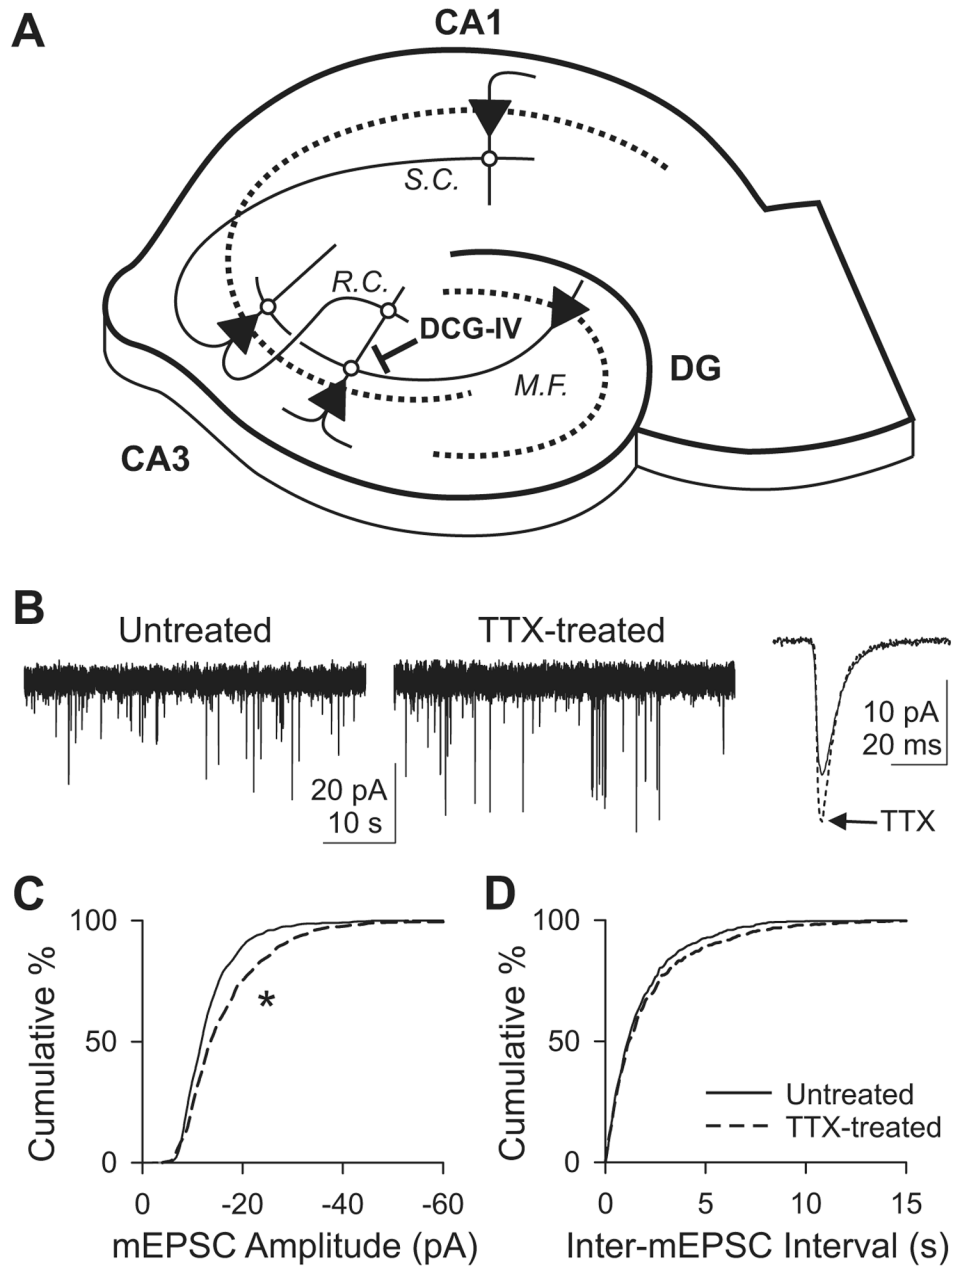 A
CA1
S.C.
R.C.
DCG-IV
M.F.
DG
CA3
B
Untreated
TTX-treated
10 pA
20 ms
20 pA
10 s
TTX
C
100
50
0
Cumulative %
*
0
-20
-40
-60
mEPSC Amplitude (pA)
D
100
50
0
Cumulative %
Untreated
TTX-treated
0
5
10
15
Inter-mEPSC Interval (s)